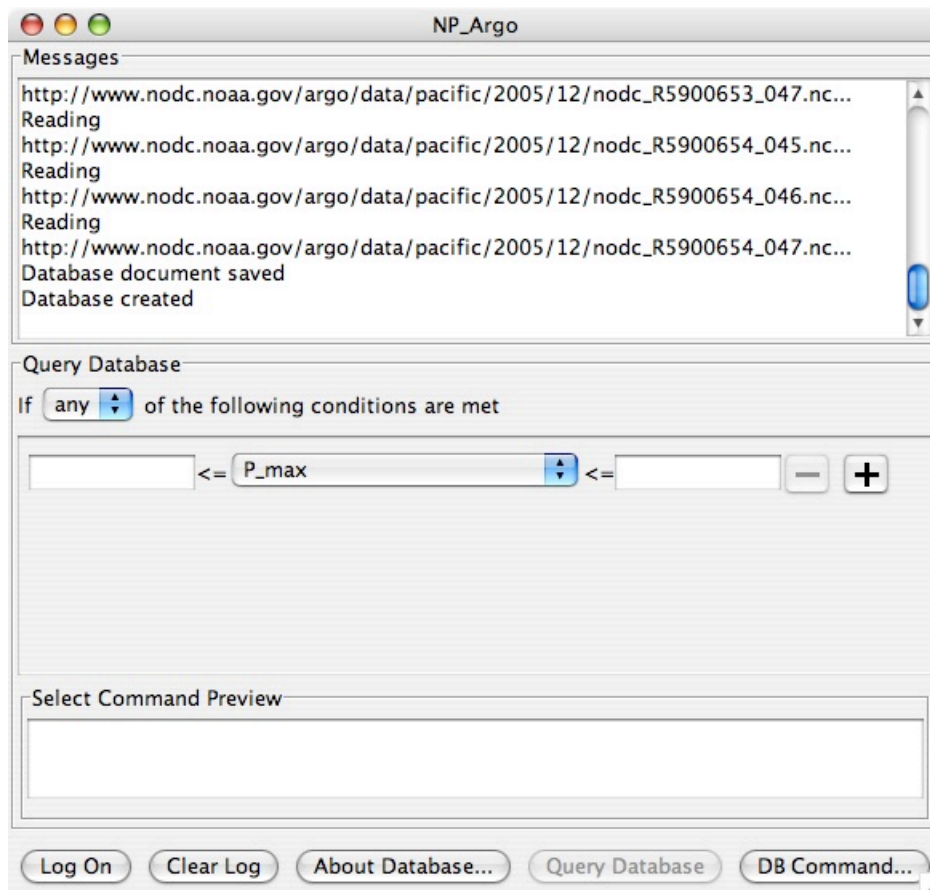 NP_Argo
Messages
http://www.nodc.noaa.gov/argo/data/pacific/2005/12/nodc_R5900653_047.nc...
Reading
http://www.nodc.noaa.gov/argo/data/pacific/2005/12/nodc_R5900654_045.nc...
Reading
http://www.nodc.noaa.gov/argo/data/pacific/2005/12/nodc_R5900654_046.nc...
Reading
http://www.nodc.noaa.gov/argo/data/pacific/2005/12/nodc_R5900654_047.nc...
Database document saved
Database created
Query Database
If any of the following conditions are met
<= P_max <= − +
Select Command Preview
Log On Clear Log About Database... Query Database DB Command...